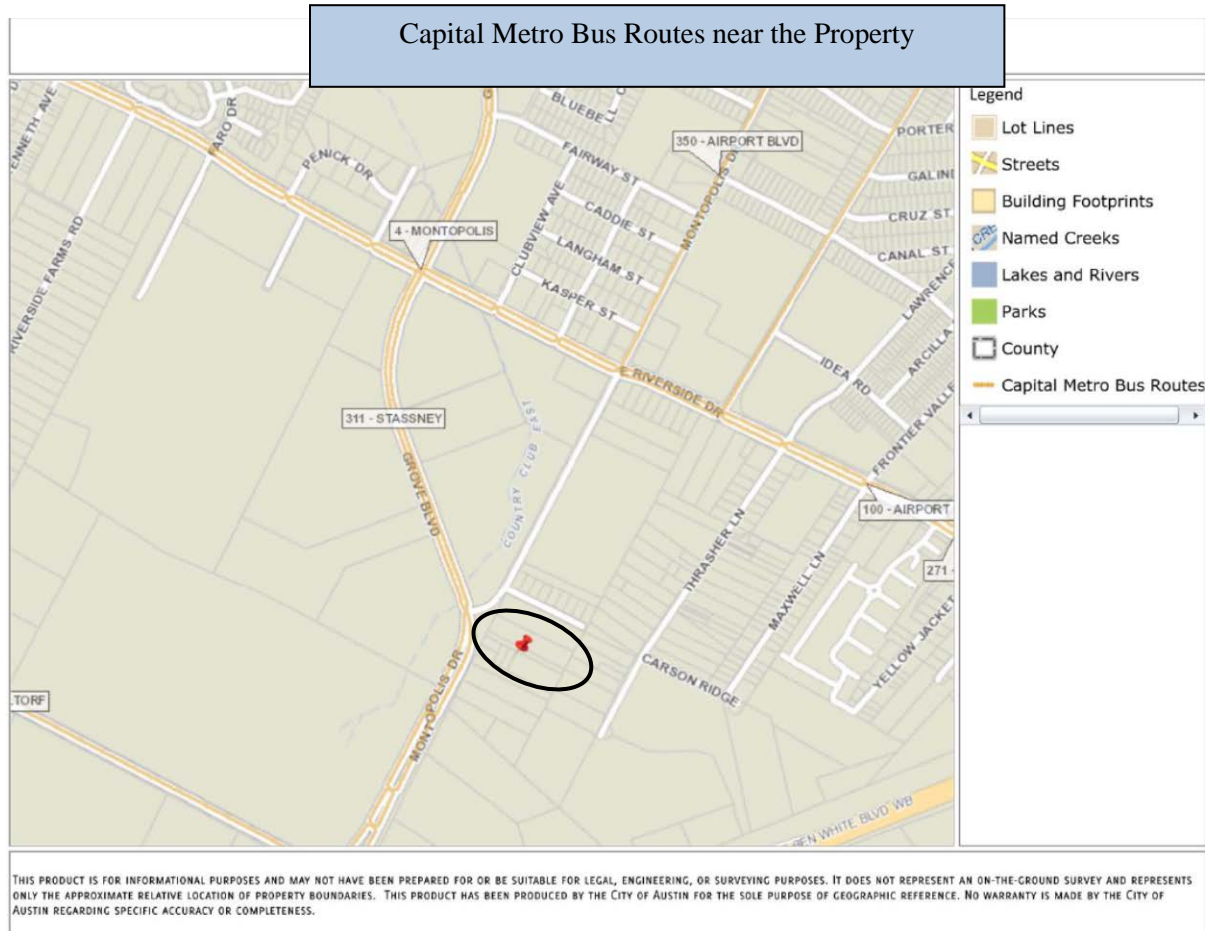 Capital Metro Bus Routes near the Property
Legend
Lot Lines
Streets
Building Footprints
Named Creeks
Lakes and Rivers
Parks
County
Capital Metro Bus Routes
ENNETH AVE
FARO DR
PENICK DR
G
BLUEBELL C
FAIRWAY ST
350 - AIRPORT BLVD
MONTOPOLIS DR
PORTER
GALIND
CRUZ ST
CANAL ST
CADDIE ST
CLUBVIEW AVE
LANGHAM ST
KASPER ST
4 - MONTOPOLIS
RIVERSIDE FARMS RD
LAWRENCE
ARCILLA
IDEA RD
E RIVERSIDE DR
FRONTIER VALLE
311 - STASSNEY
GROVE BLVD
COUNTRY CLUB EAST
100 - AIRPORT
271 -
THRASHER LN
MAXWELL LN
YELLOW JACKET
CARSON RIDGE
MONTOPOLIS DR
LTORF
BEN WHITE BLVD WB
THIS PRODUCT IS FOR INFORMATIONAL PURPOSES AND MAY NOT HAVE BEEN PREPARED FOR OR BE SUITABLE FOR LEGAL, ENGINEERING, OR SURVEYING PURPOSES. IT DOES NOT REPRESENT AN ON-THE-GROUND SURVEY AND REPRESENTS
ONLY THE APPROXIMATE RELATIVE LOCATION OF PROPERTY BOUNDARIES. THIS PRODUCT HAS BEEN PRODUCED BY THE CITY OF AUSTIN FOR THE SOLE PURPOSE OF GEOGRAPHIC REFERENCE. NO WARRANTY IS MADE BY THE CITY OF
AUSTIN REGARDING SPECIFIC ACCURACY OR COMPLETENESS.